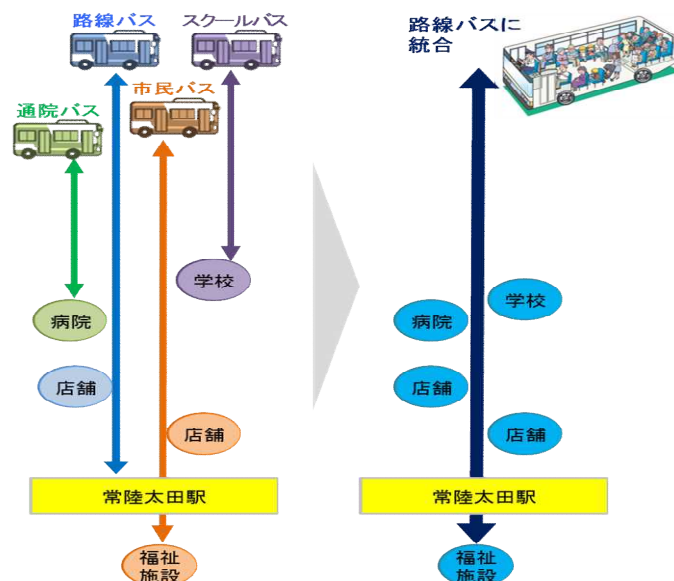 路線バス
スクールバス
市民バス
通院バス
学校
病院
店舗
店舗
常陸太田駅
福祉
施設
路線バスに
統合
学校
病院
店舗
店舗
常陸太田駅
福祉
施設